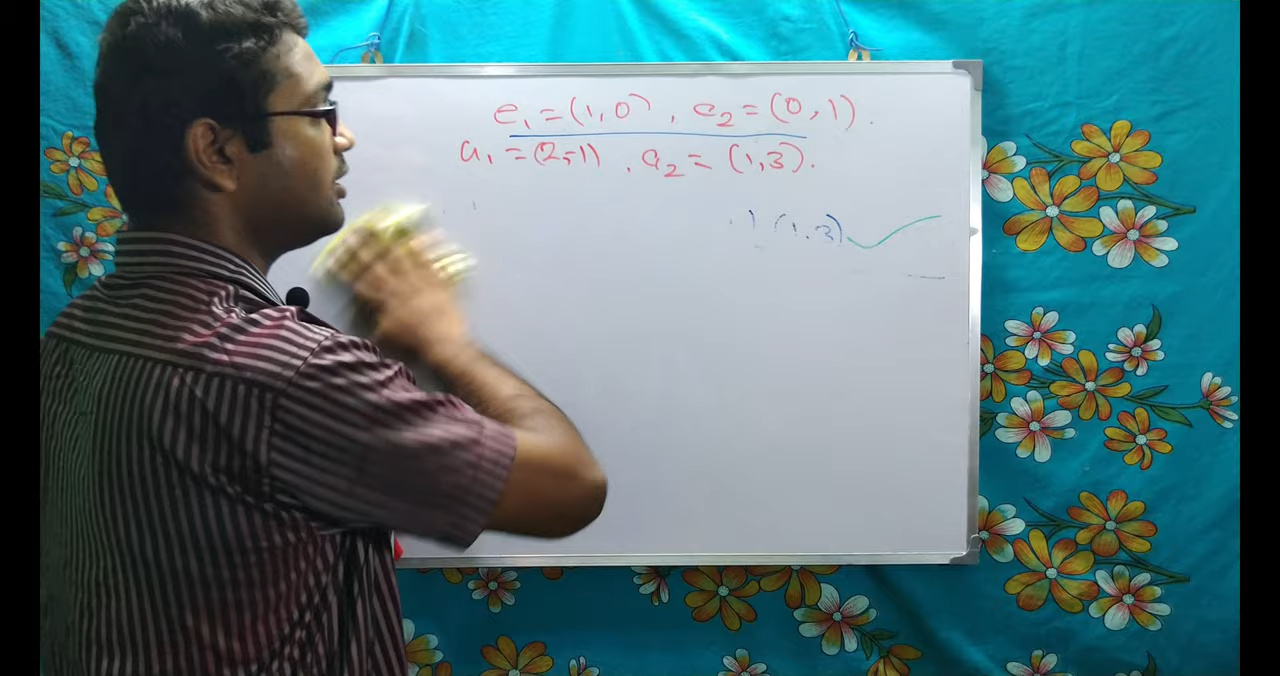 e₁ = (1, 0) , e₂ = (0, 1) .
a₁ = (2, -1) , a₂ = (1, 3) .
(1, 3)